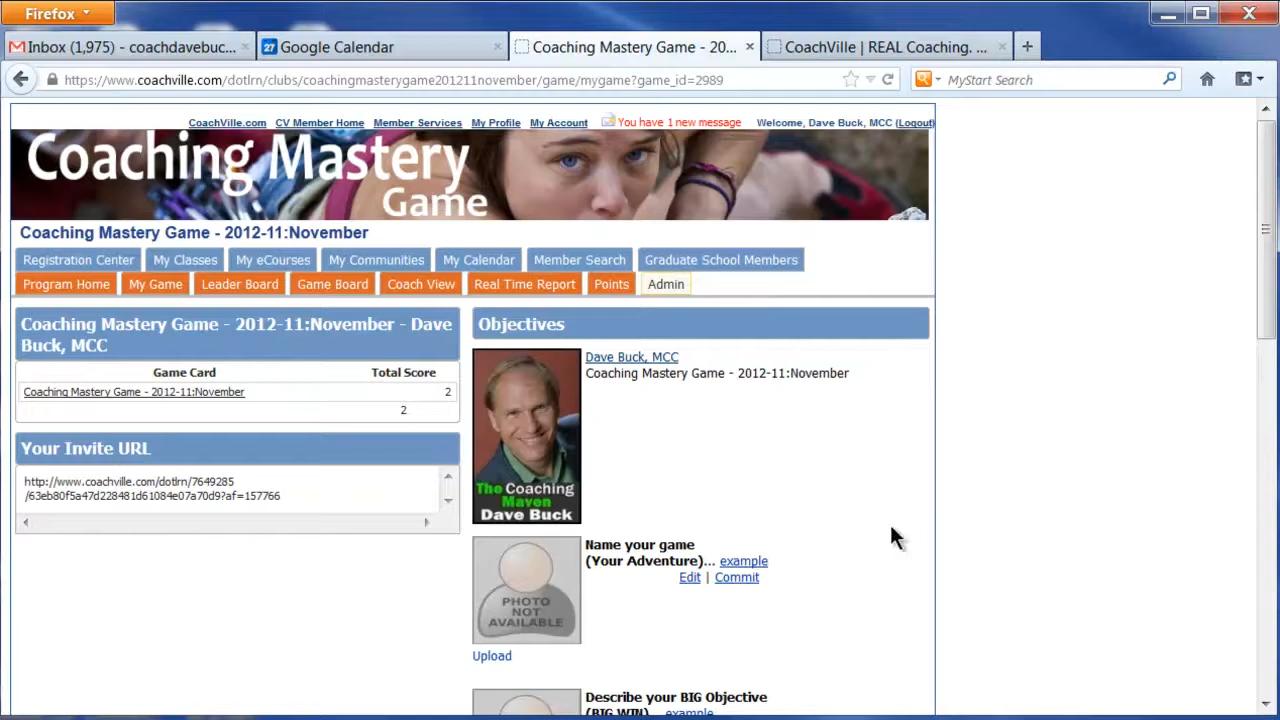 Firefox
Inbox (1,975) - coachdavebuc...
27 Google Calendar
Coaching Mastery Game - 20...
CoachVille | REAL Coaching. ...
https://www.coachville.com/dotlrn/clubs/coachingmasterygame201211november/game/mygame?game_id=2989
MyStart Search
CoachVille.com CV Member Home Member Services My Profile My Account You have 1 new message Welcome, Dave Buck, MCC (Logout)
Coaching Mastery
Game
Coaching Mastery Game - 2012-11:November
Registration Center My Classes My eCourses My Communities My Calendar Member Search Graduate School Members
Program Home My Game Leader Board Game Board Coach View Real Time Report Points Admin
Coaching Mastery Game - 2012-11:November - Dave
Buck, MCC
Game Card Total Score
Coaching Mastery Game - 2012-11:November 2
2
Your Invite URL
http://www.coachville.com/dotlrn/7649285
/63eb80f5a47d228481d61084e07a70d9?af=157766
Objectives
Dave Buck, MCC
Coaching Mastery Game - 2012-11:November
The Coaching
Maven
Dave Buck
Name your game
(Your Adventure)... example
Edit | Commit
PHOTO
NOT
AVAILABLE
Upload
Describe your BIG Objective
(BIG WIN)... example